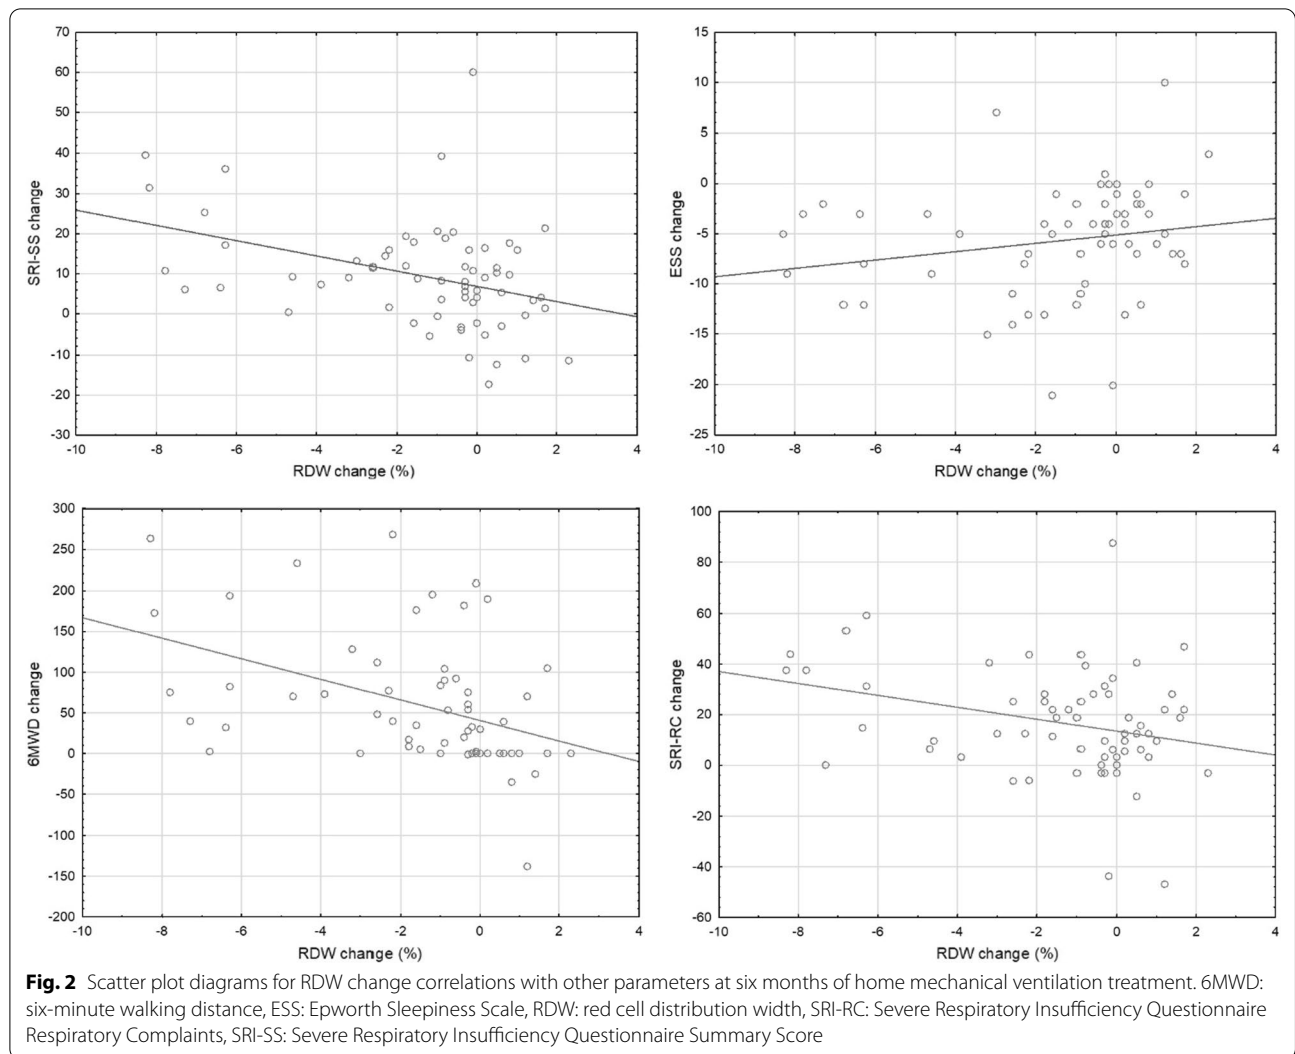 70
60
50
40
30
20
10
0
-10
-20
-30
SRI-SS change
-10 -8 -6 -4 -2 0 2 4
RDW change (%)
15
10
5
0
-5
-10
-15
-20
-25
ESS change
-10 -8 -6 -4 -2 0 2 4
RDW change (%)
300
250
200
150
100
50
0
-50
-100
-150
-200
6MWD change
-10 -8 -6 -4 -2 0 2 4
RDW change (%)
100
80
60
40
20
0
-20
-40
-60
SRI-RC change
-10 -8 -6 -4 -2 0 2 4
RDW change (%)
Fig. 2 Scatter plot diagrams for RDW change correlations with other parameters at six months of home mechanical ventilation treatment. 6MWD:
six-minute walking distance, ESS: Epworth Sleepiness Scale, RDW: red cell distribution width, SRI-RC: Severe Respiratory Insufficiency Questionnaire
Respiratory Complaints, SRI-SS: Severe Respiratory Insufficiency Questionnaire Summary Score